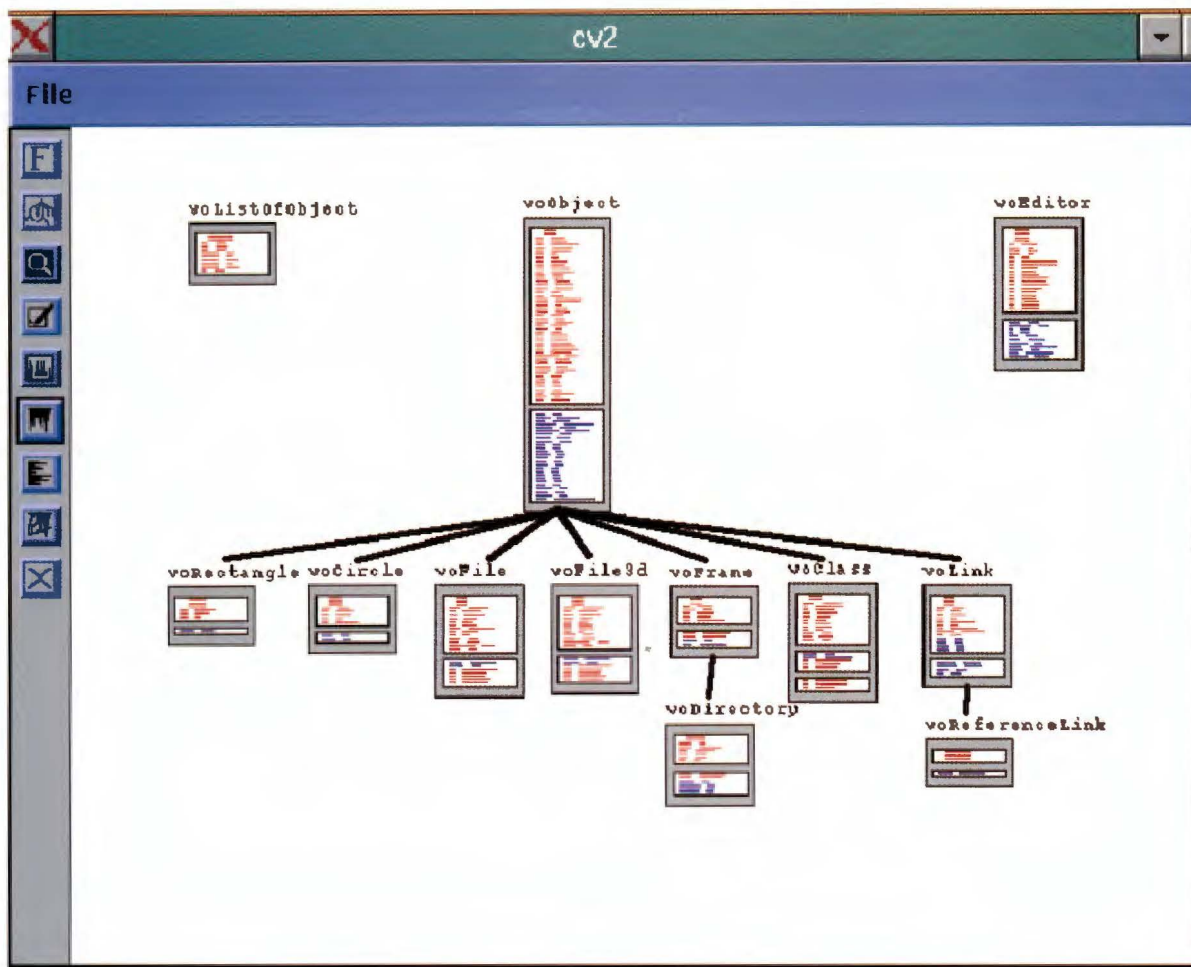 cv2
File
F
voListOfObject
voObject
voEditor
voRectangle
voCircle
voFile
voFile3d
voFrame
voClass
voLink
voDirectory
voReferenceLink